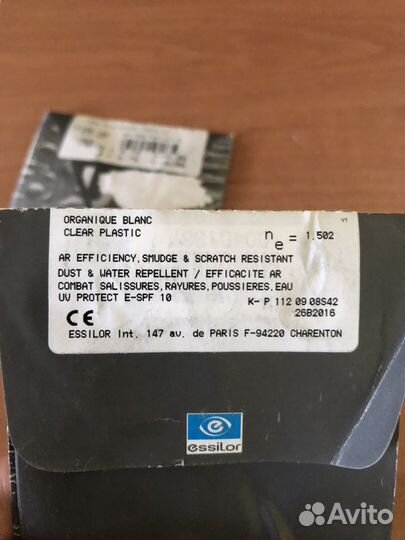 ORGANIQUE BLANC
CLEAR PLASTIC
n e = 1,502
VI
AR EFFICIENCY, SMUDGE & SCRATCH RESISTANT
DUST & WATER REPELLENT / EFFICACITE AR
COMBAT SALISSURES, RAYURES, POUSSIERES, EAU
UV PROTECT E-SPF 10
K- P 112 09 08S42
26B2016
CE
ESSILOR Int. 147 av. de PARIS F-94220 CHARENTON
essilor
Avito